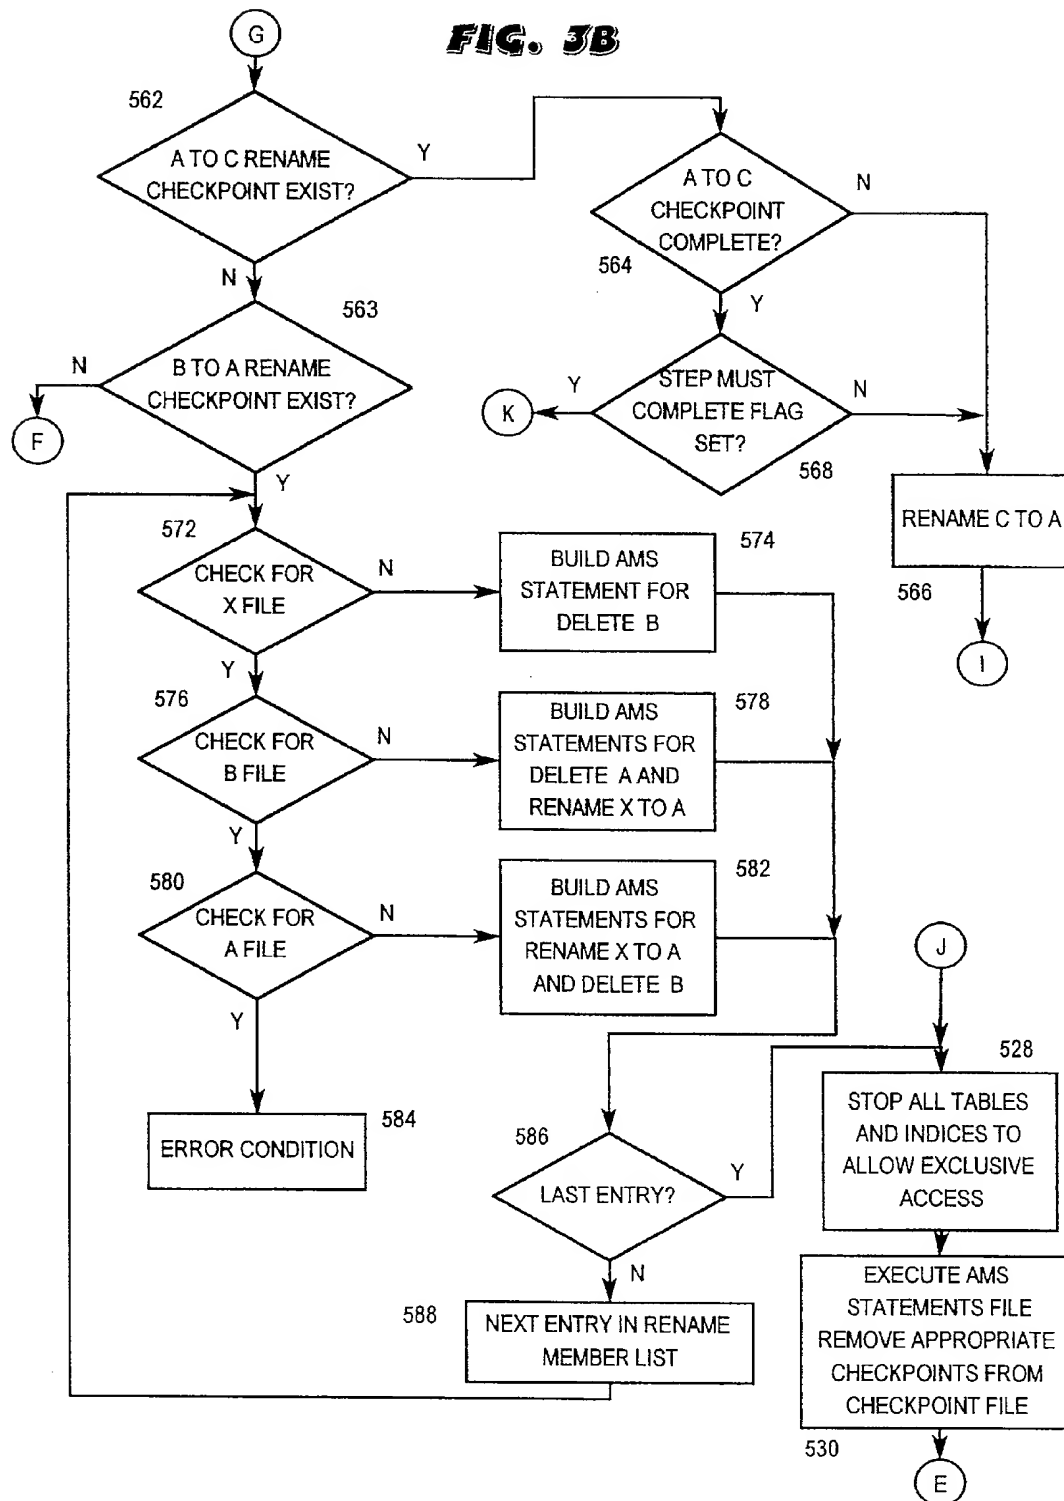 G
FIG. 3B
562
A TO C RENAME
CHECKPOINT EXIST?
Y
N
A TO C
CHECKPOINT
COMPLETE?
N
564
Y
563
B TO A RENAME
CHECKPOINT EXIST?
N
F
Y
STEP MUST
COMPLETE FLAG
SET?
Y
K
N
568
RENAME C TO A
566
I
572
CHECK FOR
X FILE
N
Y
574
BUILD AMS
STATEMENT FOR
DELETE B
576
CHECK FOR
B FILE
N
Y
578
BUILD AMS
STATEMENTS FOR
DELETE A AND
RENAME X TO A
580
CHECK FOR
A FILE
N
Y
582
BUILD AMS
STATEMENTS FOR
RENAME X TO A
AND DELETE B
584
ERROR CONDITION
586
LAST ENTRY?
Y
N
588
NEXT ENTRY IN RENAME
MEMBER LIST
J
528
STOP ALL TABLES
AND INDICES TO
ALLOW EXCLUSIVE
ACCESS
EXECUTE AMS
STATEMENTS FILE
REMOVE APPROPRIATE
CHECKPOINTS FROM
CHECKPOINT FILE
530
E